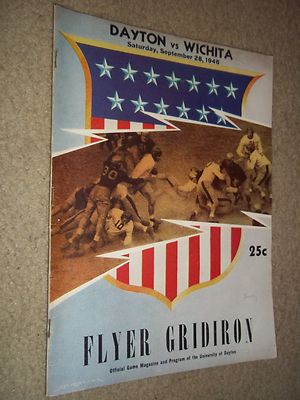 DAYTON vs WICHITA
Saturday, September 28, 1946
25c
FLYER GRIDIRON
Official Game Magazine and Program of the University of Dayton